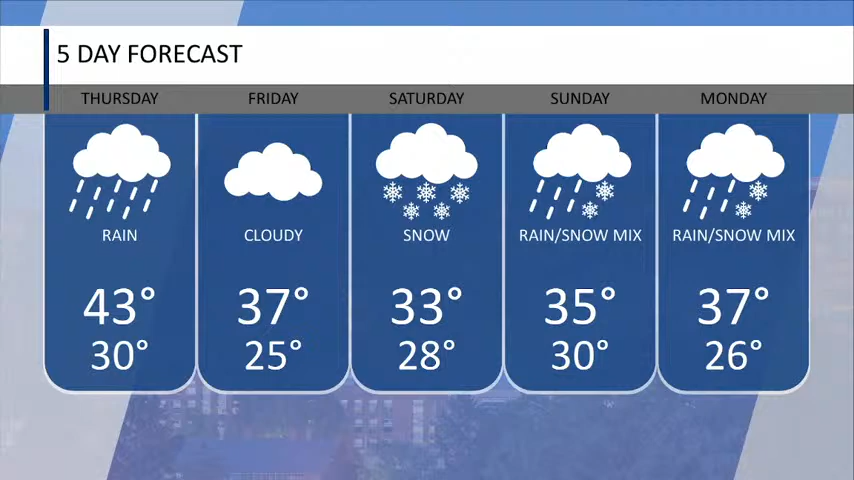 5 DAY FORECAST
THURSDAY FRIDAY SATURDAY SUNDAY MONDAY
RAIN CLOUDY SNOW RAIN/SNOW MIX RAIN/SNOW MIX
43° 37° 33° 35° 37°
30° 25° 28° 30° 26°